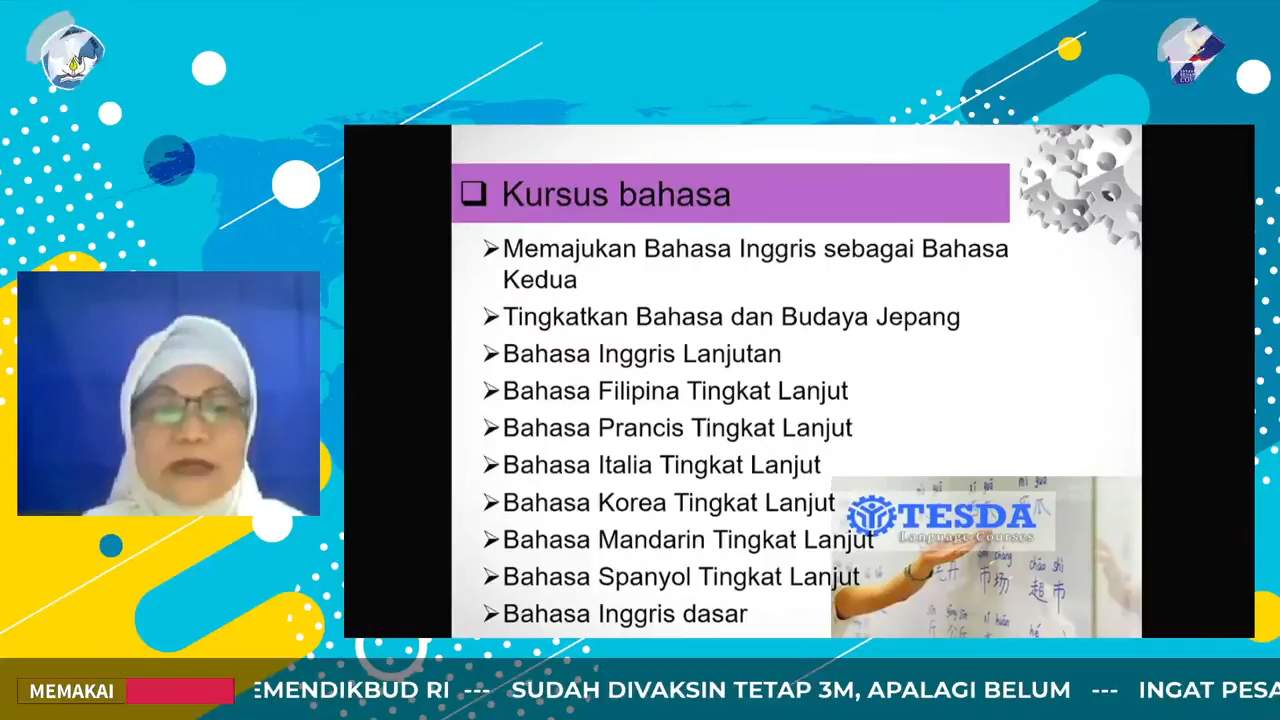 Kursus bahasa
Memajukan Bahasa Inggris sebagai Bahasa
Kedua
Tingkatkan Bahasa dan Budaya Jepang
Bahasa Inggris Lanjutan
Bahasa Filipina Tingkat Lanjut
Bahasa Prancis Tingkat Lanjut
Bahasa Italia Tingkat Lanjut
Bahasa Korea Tingkat Lanjut
Bahasa Mandarin Tingkat Lanjut
Bahasa Spanyol Tingkat Lanjut
Bahasa Inggris dasar
TESDA
Language Courses
chāo shì
市场 超市
MEMAKAI
EMENDIKBUD RI --- SUDAH DIVAKSIN TETAP 3M, APALAGI BELUM --- INGAT PESA